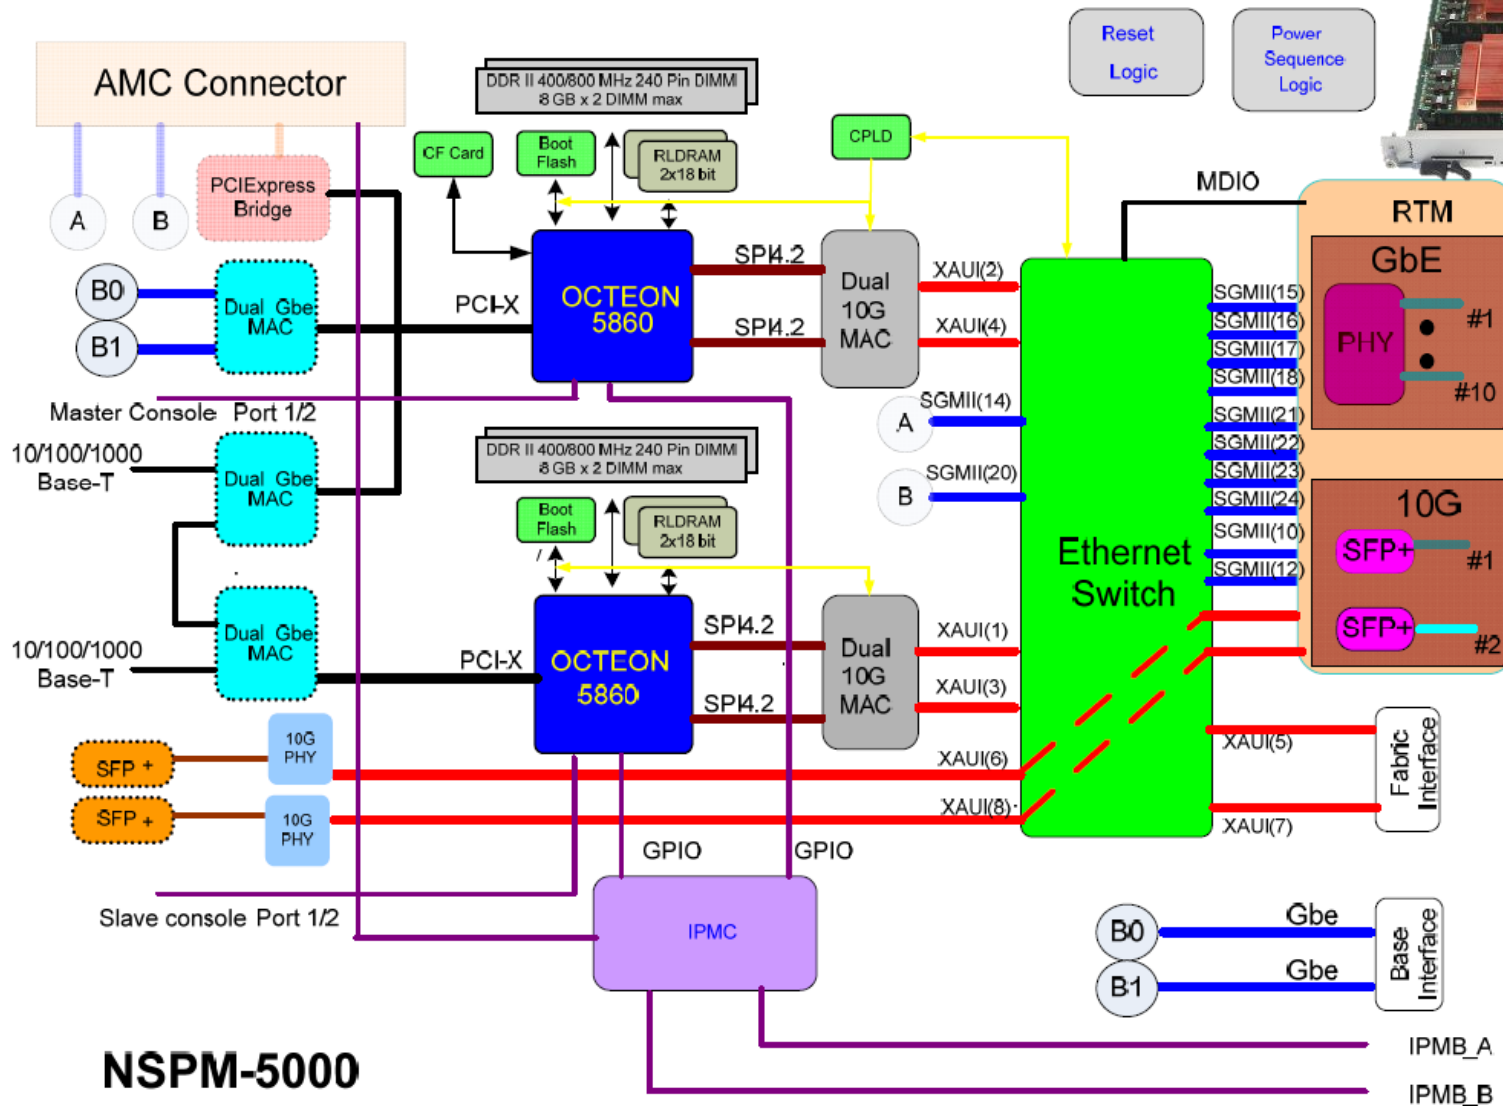 Reset
Logic
Power
Sequence
Logic
AMC Connector
DDR II 400/800 MHz 240 Pin DIMMI
8 GB x 2 DIMM max
CF Card
Boot
Flash
RLDRAM
2x18 bit
CPLD
PCIExpress
Bridge
A
B
MDIO
RTM
GbE
PHY
#1
#10
B0
B1
Dual Gbe
MAC
PCI-X
OCTEON
5860
SPI4.2
SPI4.2
Dual
10G
MAC
XAUI(2)
XAUI(4)
SGMII(15)
SGMII(16)
SGMII(17)
SGMII(18)
SGMII(21)
SGMII(22)
SGMII(23)
SGMII(24)
SGMII(10)
SGMII(12)
Master Console Port 1/2
A
SGMII(14)
B
SGMII(20)
10/100/1000
Base-T
Dual Gbe
MAC
DDR II 400/800 MHz 240 Pin DIMMI
8 GB x 2 DIMM max
Boot
Flash
RLDRAM
2x18 bit
Ethernet
Switch
10G
SFP+
#1
SFP+
#2
10/100/1000
Base-T
Dual Gbe
MAC
PCI-X
OCTEON
5860
SPI4.2
SPI4.2
Dual
10G
MAC
XAUI(1)
XAUI(3)
SFP +
10G
PHY
XAUI(6)
SFP +
10G
PHY
XAUI(8)
XAUI(5)
XAUI(7)
Fabric
Interface
GPIO
GPIO
Slave console Port 1/2
IPMC
B0
Gbe
B1
Gbe
Base
Interface
IPMB_A
IPMB_B
NSPM-5000